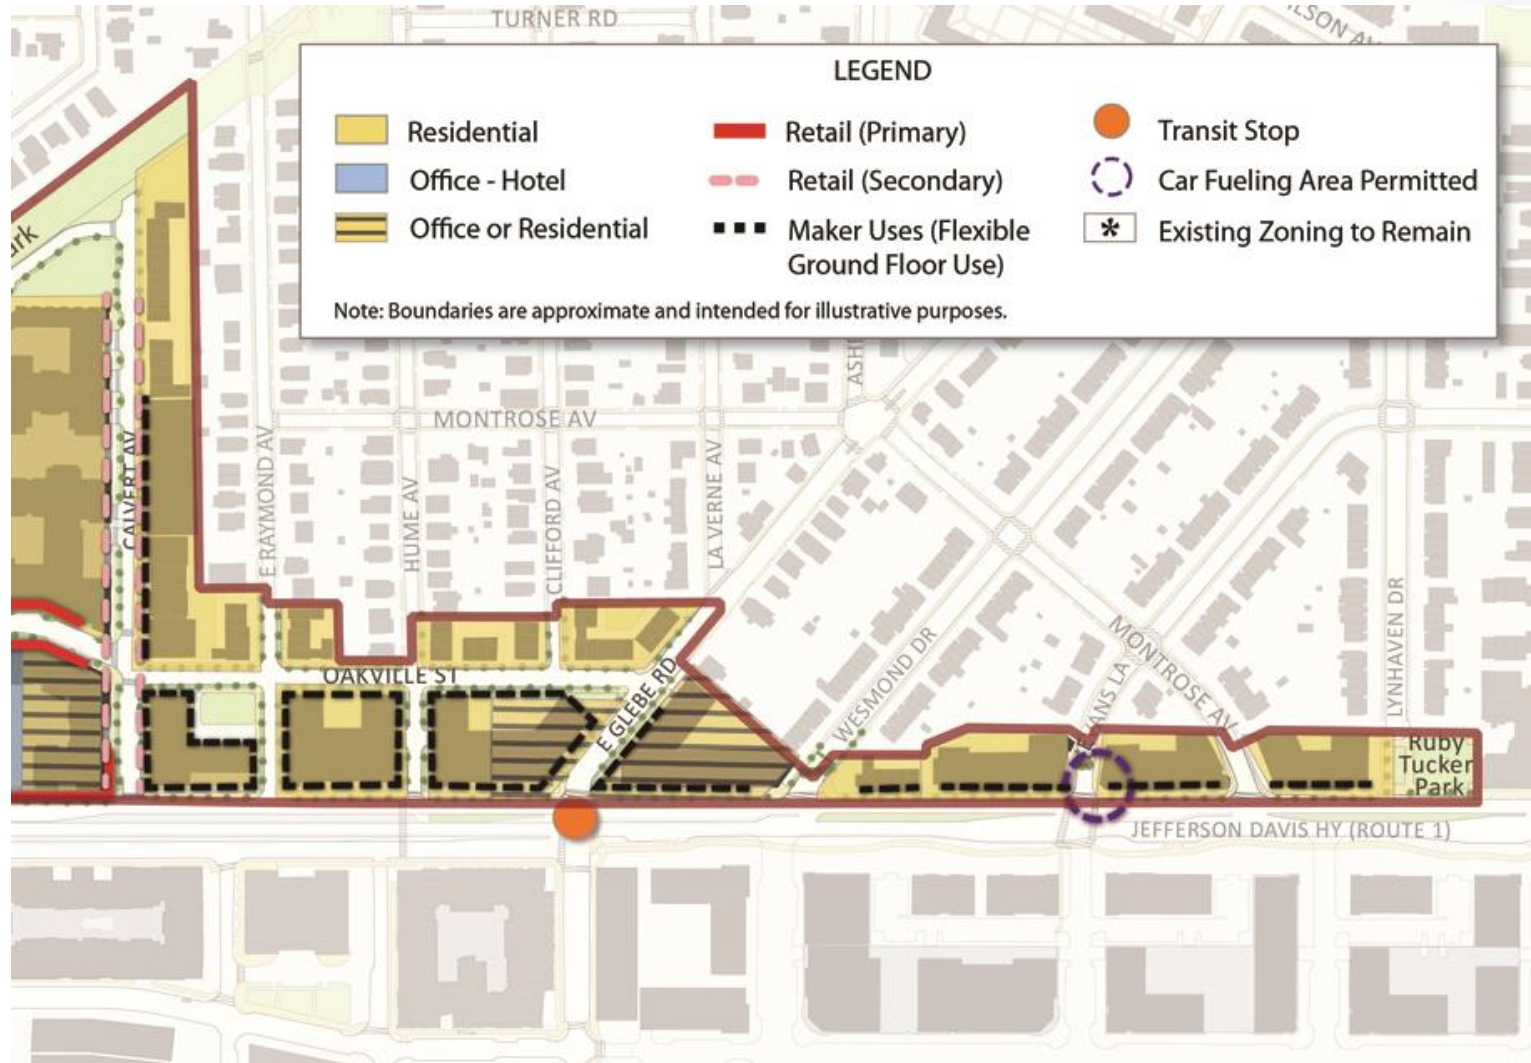 TURNER RD
LEGEND
Residential
Office - Hotel
Office or Residential
Retail (Primary)
Retail (Secondary)
Maker Uses (Flexible
Ground Floor Use)
Transit Stop
Car Fueling Area Permitted
*
Existing Zoning to Remain
Note: Boundaries are approximate and intended for illustrative purposes.
MONTROSE AV
CALVERT AV
E RAYMOND AV
HUME AV
CLIFFORD AV
LA VERNE AV
OAKVILLE ST
E GLEBE RD
WESMOND DR
EVANS LA
MONTROSE AV
LYNHAVEN DR
Ruby
Tucker
Park
JEFFERSON DAVIS HY (ROUTE 1)